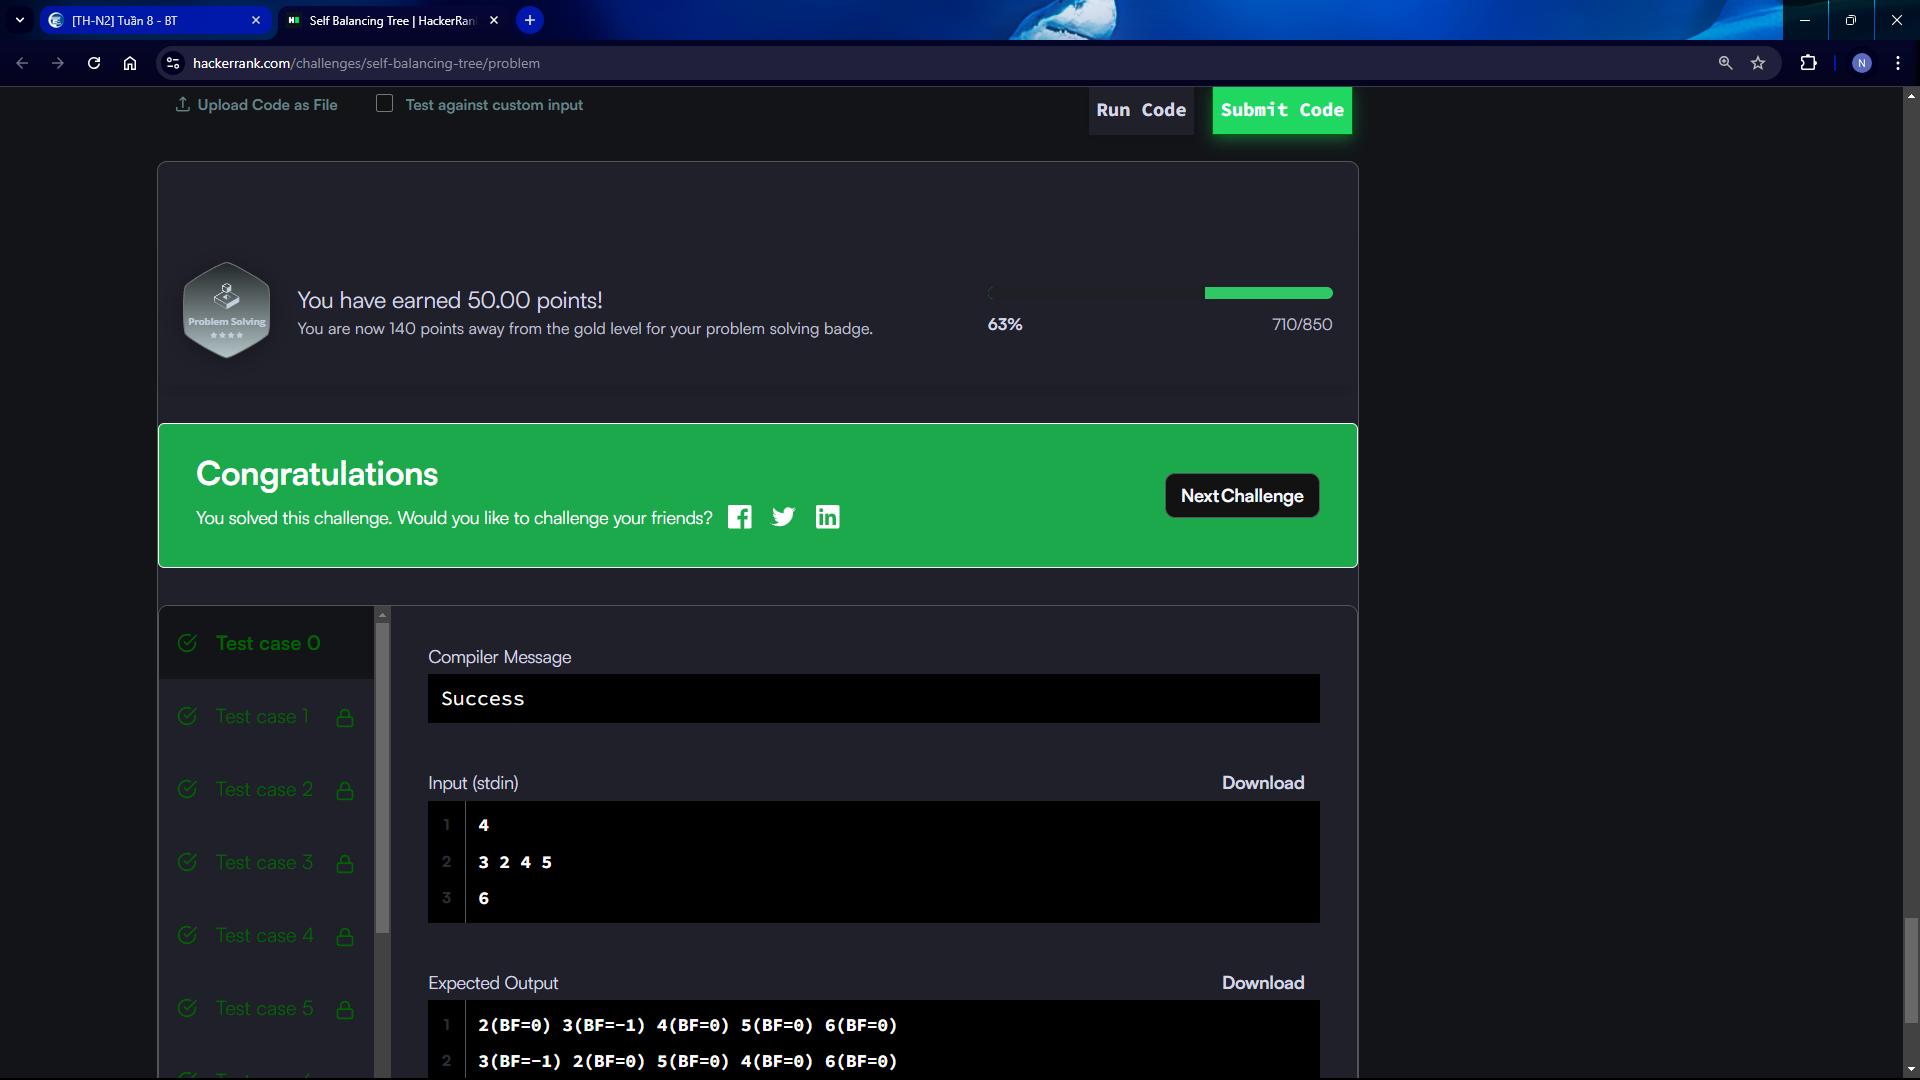 [TH-N2] Tuần 8 - BT
Self Balancing Tree | HackerRan
hackerrank.com/challenges/self-balancing-tree/problem
N
Upload Code as File
Test against custom input
Run Code
Submit Code
Problem Solving
You have earned 50.00 points!
You are now 140 points away from the gold level for your problem solving badge.
63%
710/850
Congratulations
You solved this challenge. Would you like to challenge your friends?
Next Challenge
Test case 0
Test case 1
Test case 2
Test case 3
Test case 4
Test case 5
Compiler Message
Success
Input (stdin)
Download
1 4
2 3 2 4 5
3 6
Expected Output
Download
1 2(BF=0) 3(BF=-1) 4(BF=0) 5(BF=0) 6(BF=0)
2 3(BF=-1) 2(BF=0) 5(BF=0) 4(BF=0) 6(BF=0)